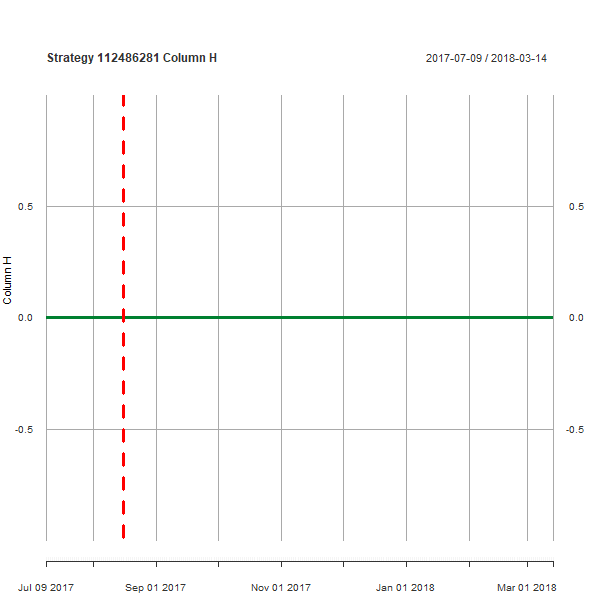 Strategy 112486281 Column H
2017-07-09 / 2018-03-14
0.5
0.5
Column H
0.0
0.0
-0.5
-0.5
Jul 09 2017
Sep 01 2017
Nov 01 2017
Jan 01 2018
Mar 01 2018